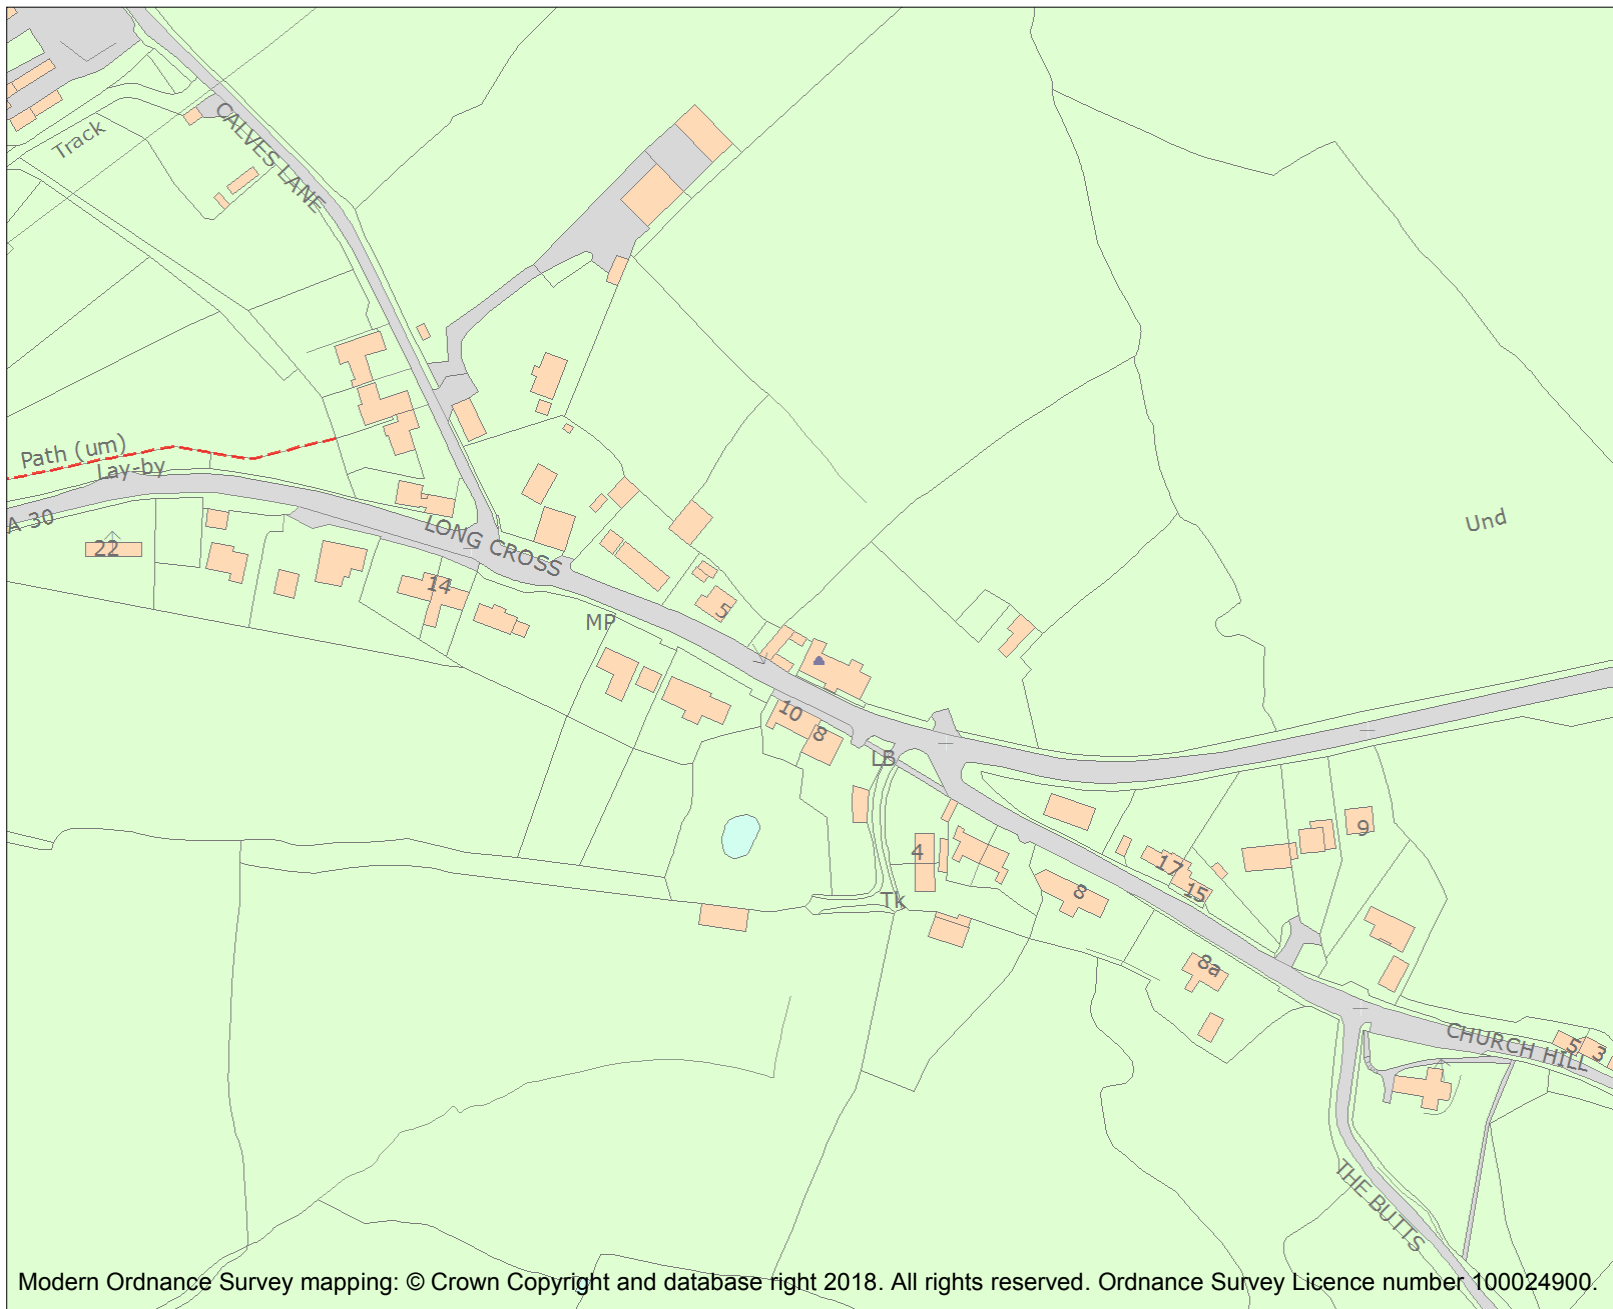 CALVES LANE
Track
Path (um)
Lay-by
A 30
22
LONG CROSS
14
MP
5
Und
10
8
LB
4
Tk
8
17
15
9
8a
CHURCH HILL
5
3
THE BUTTS
Modern Ordnance Survey mapping: © Crown Copyright and database right 2018. All rights reserved. Ordnance Survey Licence number 100024900.